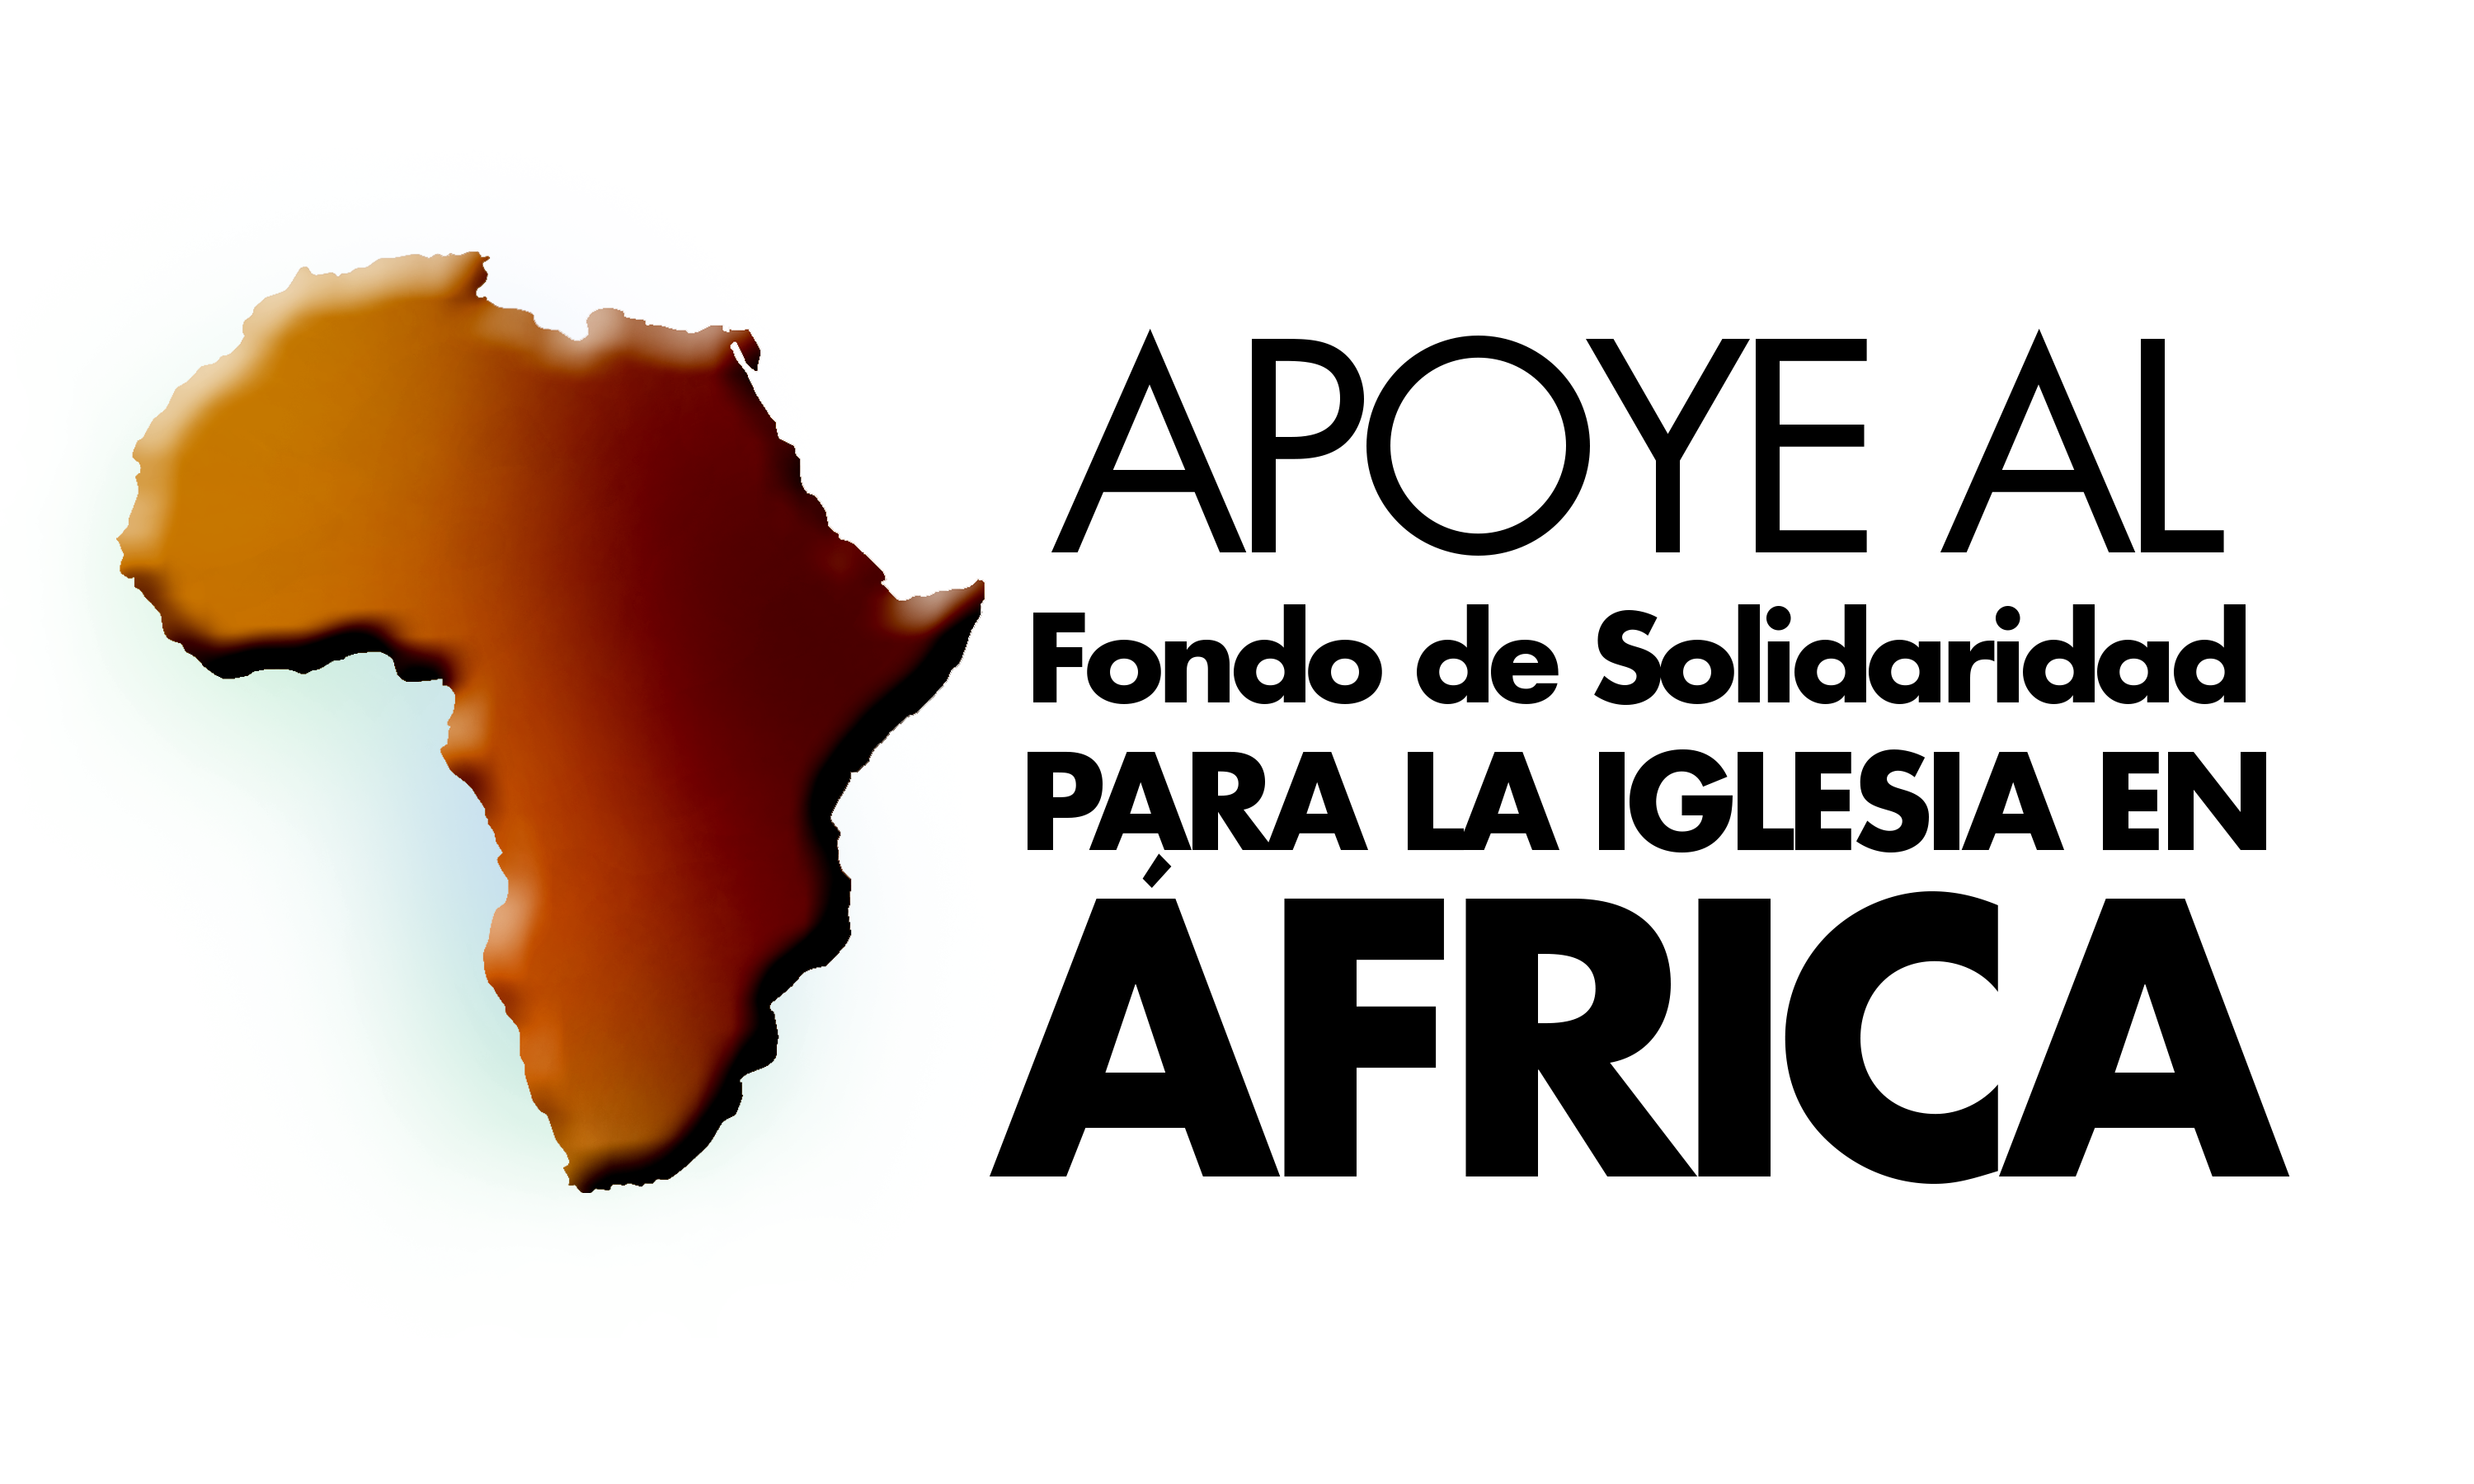 APOYE AL
Fondo de Solidaridad
PARA LA IGLESIA EN
ÁFRICA